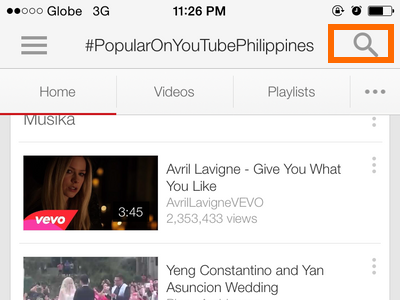 Globe 3G 11:26 PM
#PopularOnYouTubePhilippines
Home Videos Playlists
Musika
Avril Lavigne - Give You What
You Like
AvrilLavigneVEVO
2,353,433 views
vevo 3:45
Yeng Constantino and Yan
Asuncion Wedding